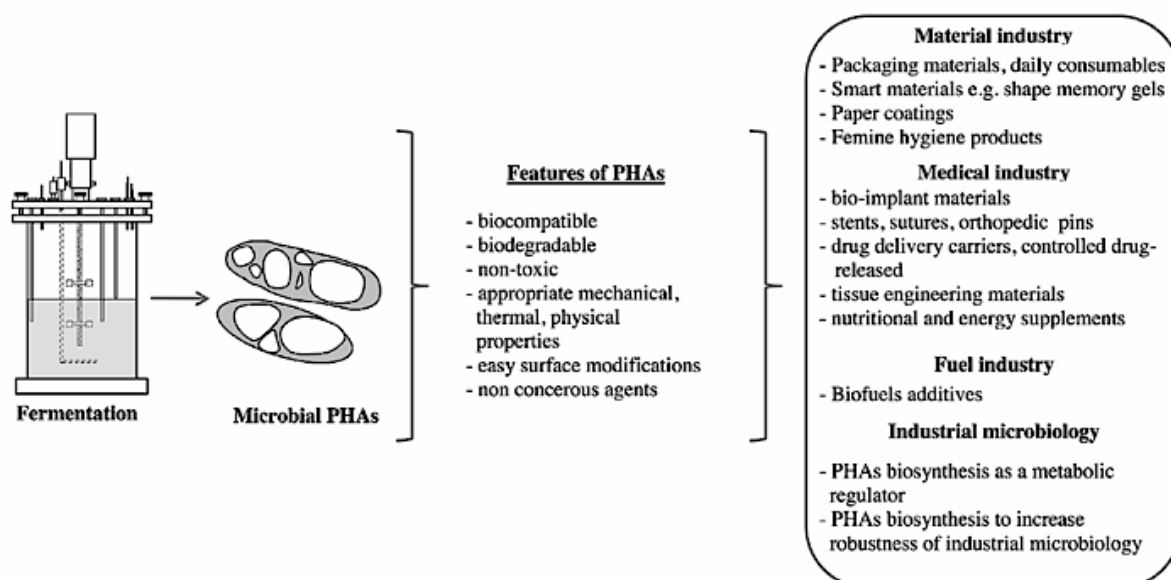 Fermentation
Microbial PHAs
Features of PHAs
- biocompatible
- biodegradable
- non-toxic
- appropriate mechanical,
thermal, physical
properties
- easy surface modifications
- non concerous agents
Material industry
- Packaging materials, daily consumables
- Smart materials e.g. shape memory gels
- Paper coatings
- Femine hygiene products
Medical industry
- bio-implant materials
- stents, sutures, orthopedic pins
- drug delivery carriers, controlled drug-
released
- tissue engineering materials
- nutritional and energy supplements
Fuel industry
- Biofuels additives
Industrial microbiology
- PHAs biosynthesis as a metabolic
regulator
- PHAs biosynthesis to increase
robustness of industrial microbiology